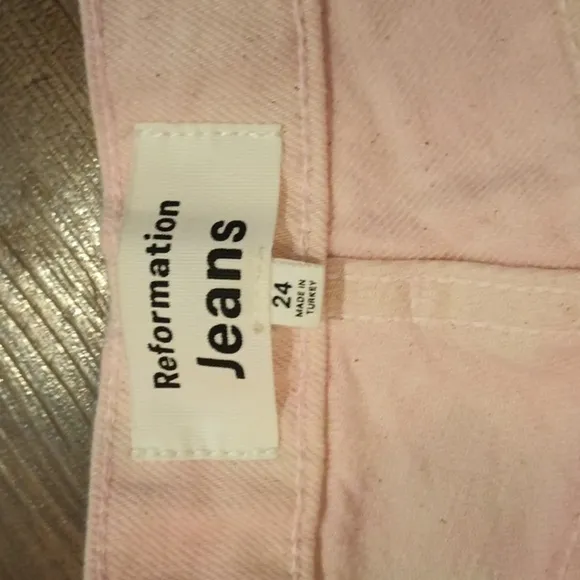 Reformation
Jeans
24
MADE IN
TURKEY